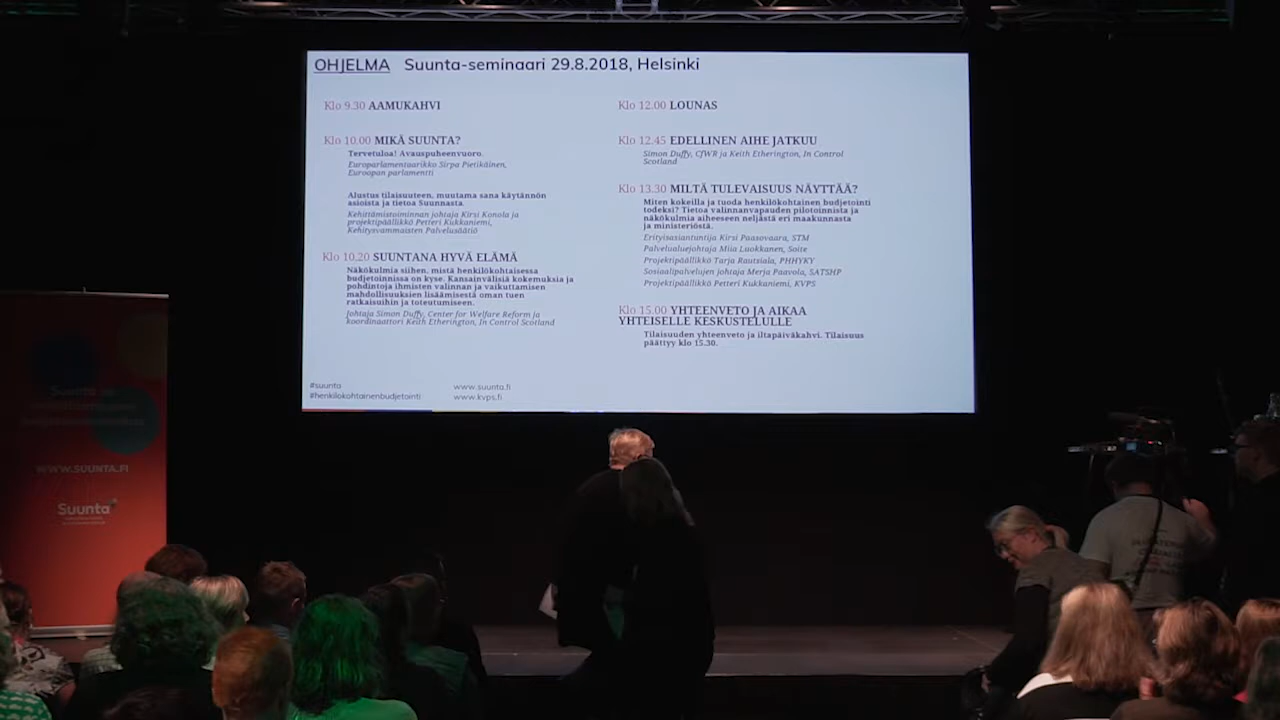 OHJELMA Suunta-seminaari 29.8.2018, Helsinki
Klo 9.30 AAMUKAHVI
Klo 10.00 MIKÄ SUUNTA?
Tervetuloa! Avauspuheenvuoro.
Europarlamentaarikko Sirpa Pietikäinen,
Euroopan parlamentti
Alustus tilaisuuteen, muutama sana käytännön
asioista ja tietoa Suunnasta.
Kehittämistoiminnan johtaja Kirsi Konola ja
projektipäällikkö Petteri Kukkaniemi,
Kehitysvammaisten Palvelusäätiö
Klo 10.20 SUUNTANA HYVÄ ELÄMÄ
Näkökulmia siihen, mistä henkilökohtaisessa
budjetoinnissa on kyse. Kansainvälisiä kokemuksia ja
pohdintoja ihmisten valinnan ja vaikuttamisen
mahdollisuuksien lisäämisestä oman tuen
ratkaisuihin ja toteutumiseen.
Johtaja Simon Duffy, Center for Welfare Reform ja
koordinaattori Keith Etherington, In Control Scotland
#suunta
#henkilokohtainenbudjetointi
www.suunta.fi
www.kvps.fi
Klo 12.00 LOUNAS
Klo 12.45 EDELLINEN AIHE JATKUU
Simon Duffy, CfWR ja Keith Etherington, In Control
Scotland
Klo 13.30 MILTÄ TULEVAISUUS NÄYTTÄÄ?
Miten kokeilla ja tuoda henkilökohtainen budjetointi
todeksi? Tietoa valinnanvapauden pilotoinnista ja
näkökulmia aiheeseen neljästä eri maakunnasta
ja ministeriöstä.
Erityisasiantuntija Kirsi Paasovaara, STM
Palvelualuejohtaja Miia Luokkanen, Soite
Projektipäällikkö Tarja Rautsiala, PHHYKY
Sosiaalipalvelujen johtaja Merja Paavola, SATSHP
Projektipäällikkö Petteri Kukkaniemi, KVPS
Klo 15.00 YHTEENVETO JA AIKAA
YHTEISELLE KESKUSTELULLE
Tilaisuuden yhteenveto ja iltapäiväkahvi. Tilaisuus
päättyy klo 15.30.
WWW.SUUNTA.FI
Suunta